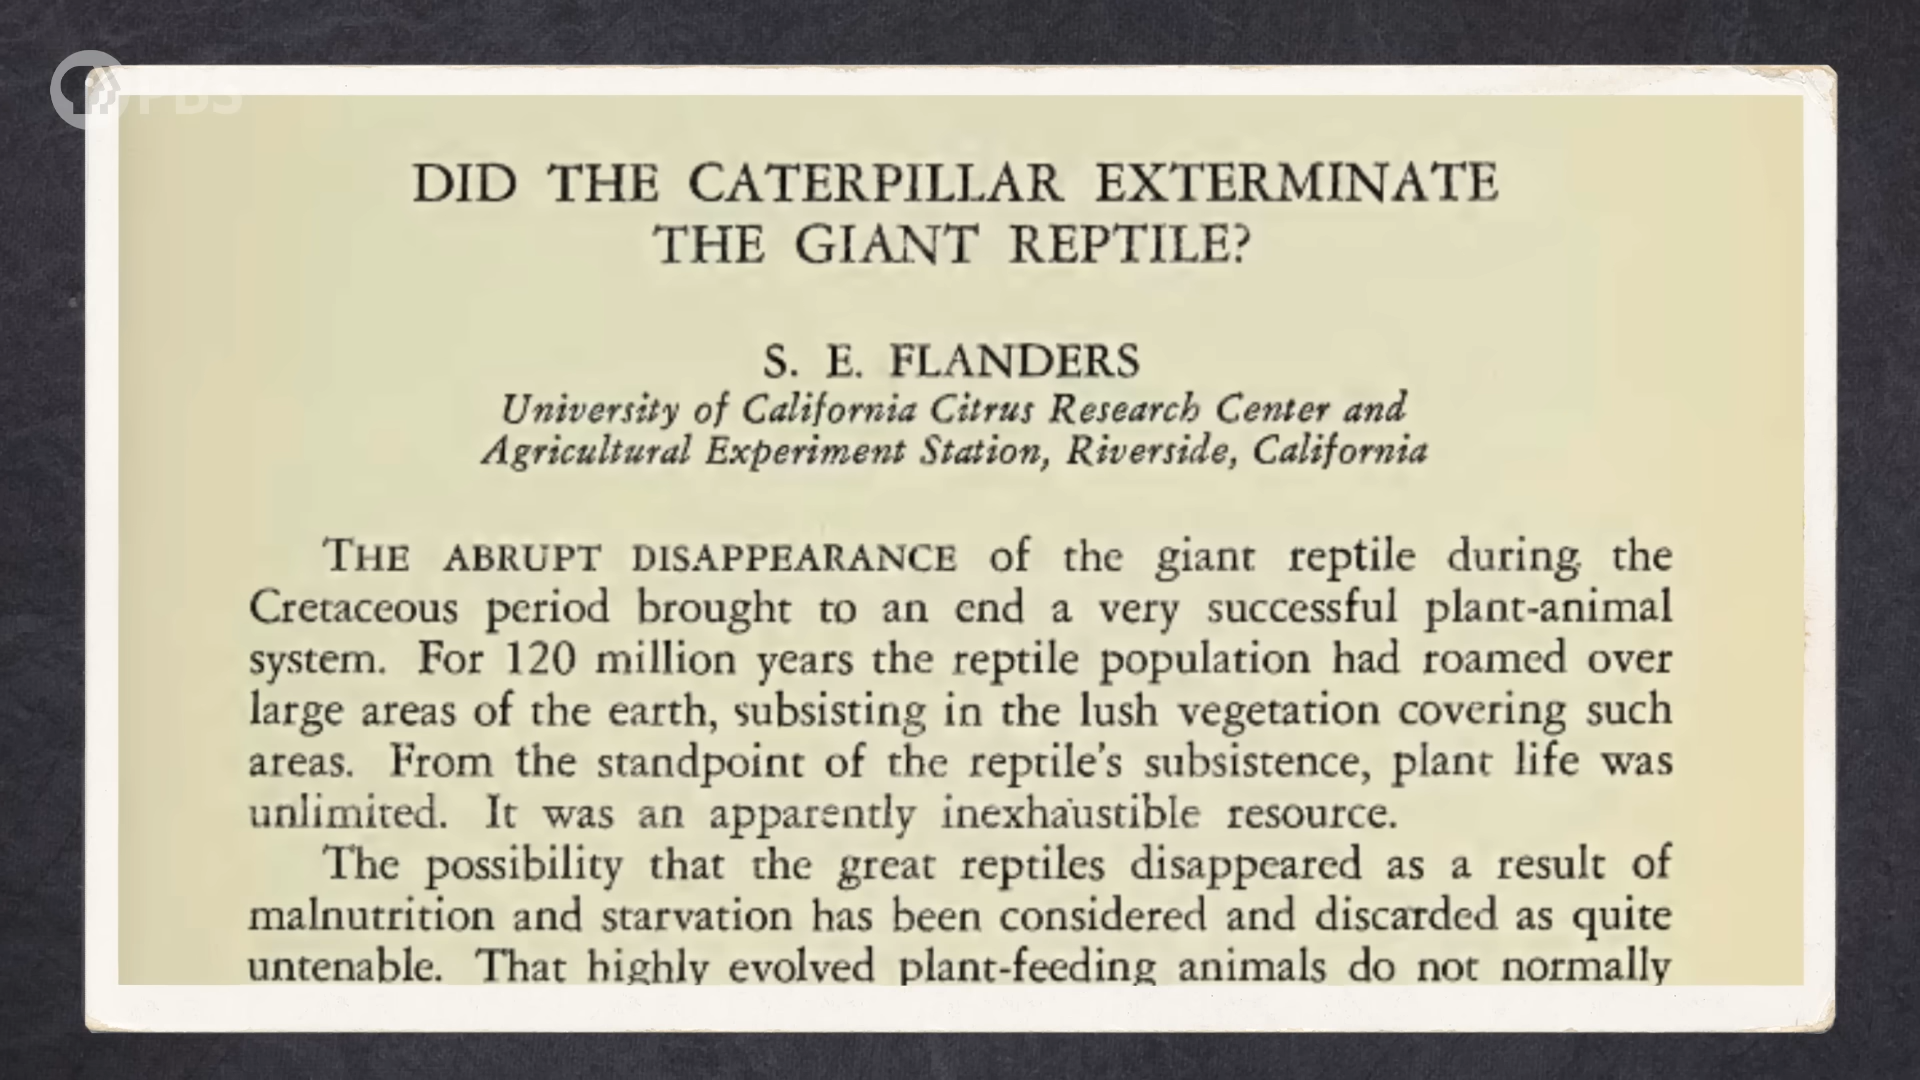 PBS
DID THE CATERPILLAR EXTERMINATE
THE GIANT REPTILE?
S. E. FLANDERS
University of California Citrus Research Center and
Agricultural Experiment Station, Riverside, California
THE ABRUPT DISAPPEARANCE of the giant reptile during the
Cretaceous period brought to an end a very successful plant-animal
system. For 120 million years the reptile population had roamed over
large areas of the earth, subsisting in the lush vegetation covering such
areas. From the standpoint of the reptile's subsistence, plant life was
unlimited. It was an apparently inexhaustible resource.
The possibility that the great reptiles disappeared as a result of
malnutrition and starvation has been considered and discarded as quite
untenable. That highly evolved plant-feeding animals do not normally